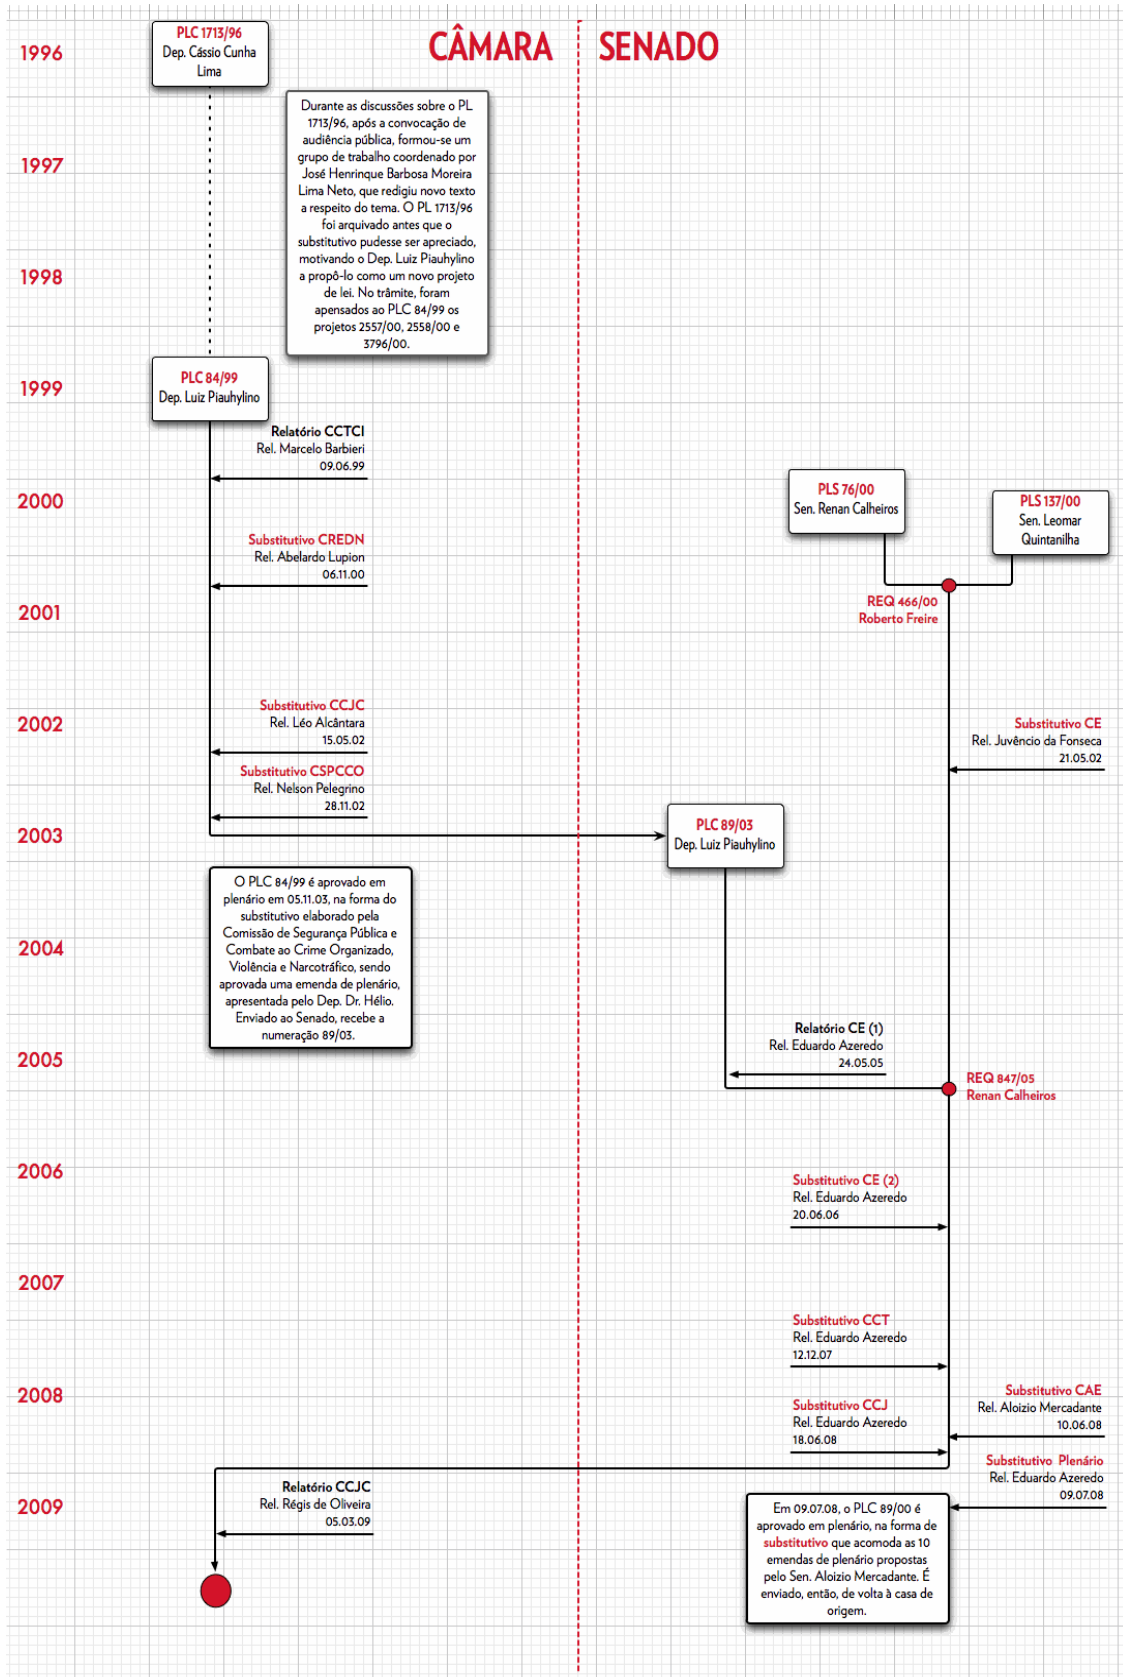 CÂMARA
SENADO
1996
PLC 1713/96
Dep. Cássio Cunha
Lima
Durante as discussões sobre o PL
1713/96, após a convocação de
audiência pública, formou-se um
grupo de trabalho coordenado por
José Henrinque Barbosa Moreira
Lima Neto, que redigiu novo texto
a respeito do tema. O PL 1713/96
foi arquivado antes que o
substitutivo pudesse ser apreciado,
motivando o Dep. Luiz Piauhylino
a propô-lo como um novo projeto
de lei. No trâmite, foram
apensados ao PLC 84/99 os
projetos 2557/00, 2558/00 e
3796/00.
1997
1998
1999
PLC 84/99
Dep. Luiz Piauhylino
Relatório CCTCI
Rel. Marcelo Barbieri
09.06.99
2000
PLS 76/00
Sen. Renan Calheiros
PLS 137/00
Sen. Leomar
Quintanilha
Substitutivo CREDN
Rel. Abelardo Lupion
06.11.00
REQ 466/00
Roberto Freire
2001
2002
Substitutivo CCJC
Rel. Léo Alcântara
15.05.02
Substitutivo CE
Rel. Juvêncio da Fonseca
21.05.02
Substitutivo CSPCCO
Rel. Nelson Pelegrino
28.11.02
2003
PLC 89/03
Dep. Luiz Piauhylino
O PLC 84/99 é aprovado em
plenário em 05.11.03, na forma do
substitutivo elaborado pela
Comissão de Segurança Pública e
Combate ao Crime Organizado,
Violência e Narcotráfico, sendo
aprovada uma emenda de plenário,
apresentada pelo Dep. Dr. Hélio.
Enviado ao Senado, recebe a
numeração 89/03.
2004
2005
Relatório CE (1)
Rel. Eduardo Azeredo
24.05.05
REQ 847/05
Renan Calheiros
2006
Substitutivo CE (2)
Rel. Eduardo Azeredo
20.06.06
2007
Substitutivo CCT
Rel. Eduardo Azeredo
12.12.07
2008
Substitutivo CAE
Rel. Aloizio Mercadante
10.06.08
Substitutivo CCJ
Rel. Eduardo Azeredo
18.06.08
Substitutivo Plenário
Rel. Eduardo Azeredo
09.07.08
2009
Relatório CCJC
Rel. Régis de Oliveira
05.03.09
Em 09.07.08, o PLC 89/00 é
aprovado em plenário, na forma de
substitutivo que acomoda as 10
emendas de plenário propostas
pelo Sen. Aloizio Mercadante. É
enviado, então, de volta à casa de
origem.